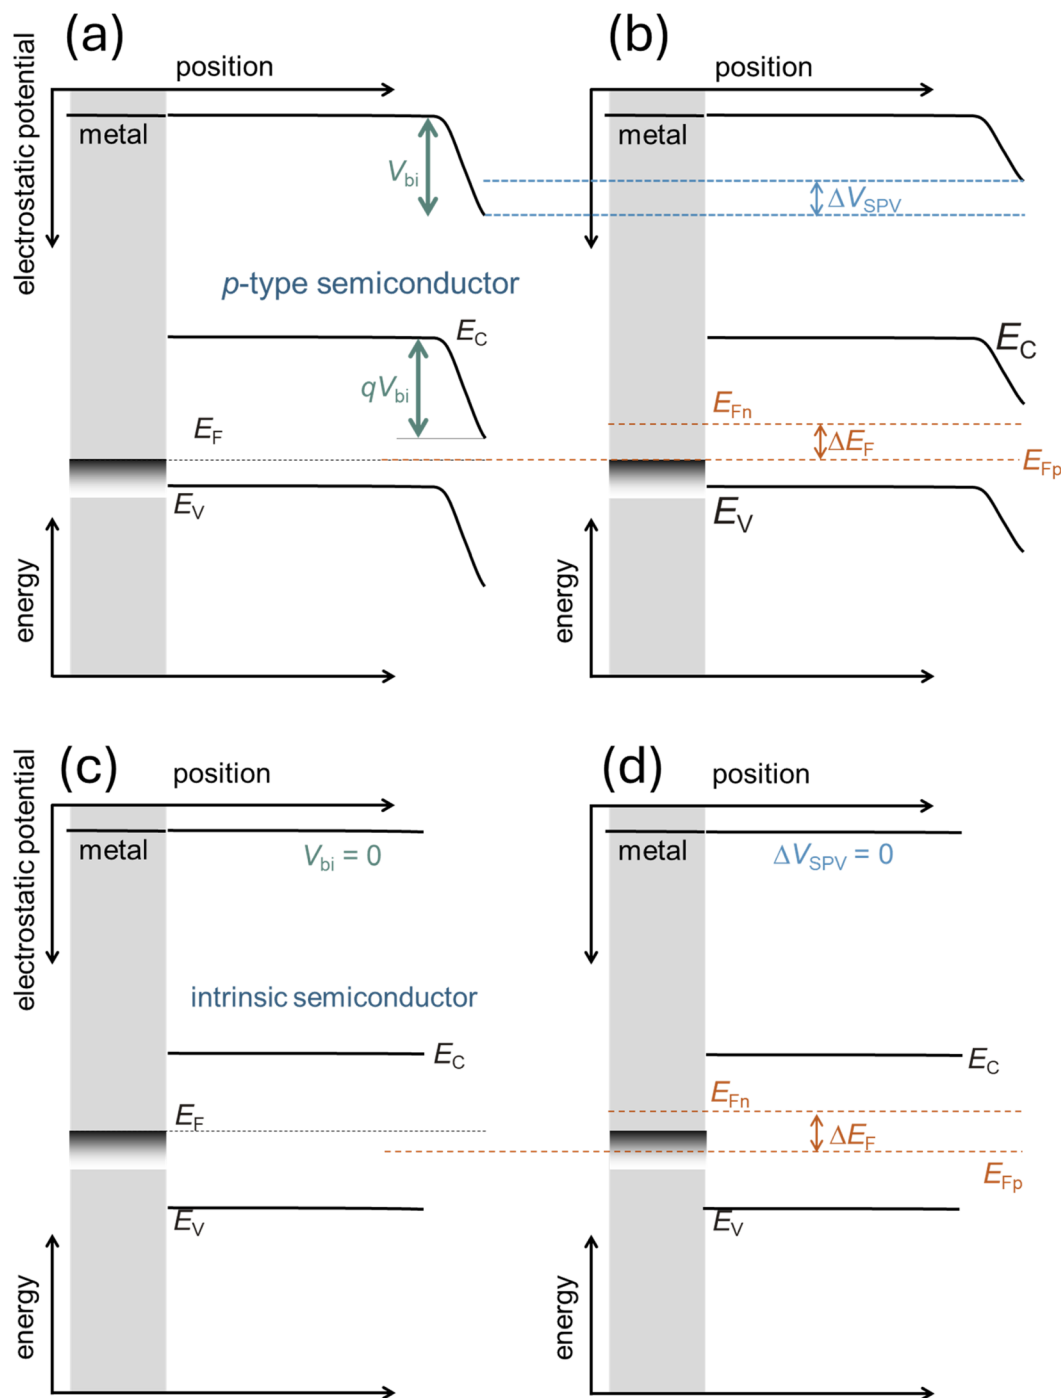 (a)
position
electrostatic potential
metal
Vbi
p-type semiconductor
EC
qVbi
EF
EV
energy
(b)
position
metal
ΔVSPV
EC
EFn
ΔEF
EFp
EV
energy
(c)
position
electrostatic potential
metal
Vbi = 0
intrinsic semiconductor
EC
EF
EV
energy
(d)
position
metal
ΔVSPV = 0
EC
EFn
ΔEF
EFp
EV
energy